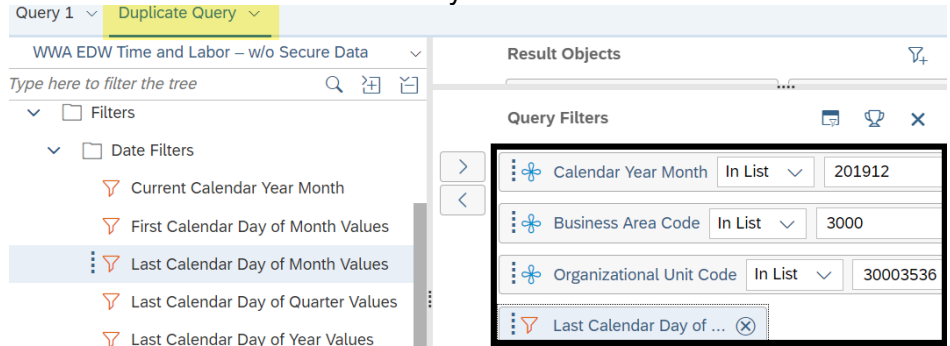 Query 1 Duplicate Query
WWA EDW Time and Labor – w/o Secure Data
Type here to filter the tree
Filters
Date Filters
Current Calendar Year Month
First Calendar Day of Month Values
Last Calendar Day of Month Values
Last Calendar Day of Quarter Values
Last Calendar Day of Year Values
Result Objects
Query Filters
Calendar Year Month In List 201912
Business Area Code In List 3000
Organizational Unit Code In List 30003536
Last Calendar Day of ...